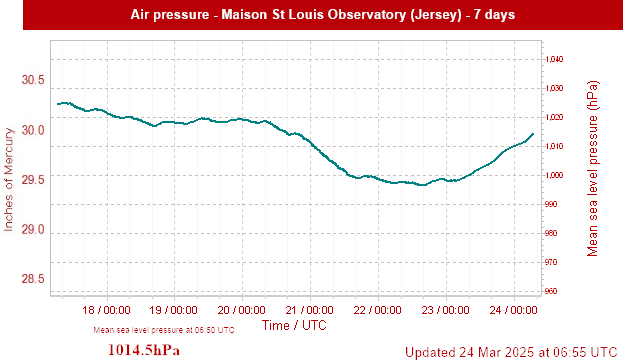 Air pressure - Maison St Louis Observatory (Jersey) - 7 days
Inches of Mercury
30.5
30.0
29.5
29.0
28.5
1,040
1,030
1,020
1,010
1,000
990
980
970
960
Mean sea level pressure (hPa)
18 / 00:00 19 / 00:00 20 / 00:00 21 / 00:00 22 / 00:00 23 / 00:00 24 / 00:00
Time / UTC
Mean sea level pressure at 06:50 UTC
1014.5hPa
Updated 24 Mar 2025 at 06:55 UTC